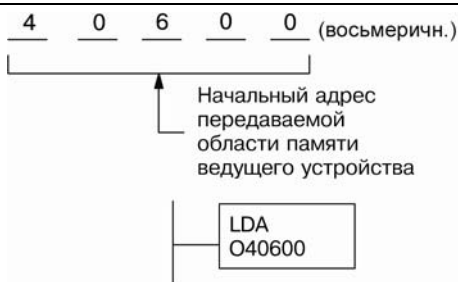 4 0 6 0 0 (восьмеричн.)
Начальный адрес
передаваемой
области памяти
ведущего устройства
LDA
O40600